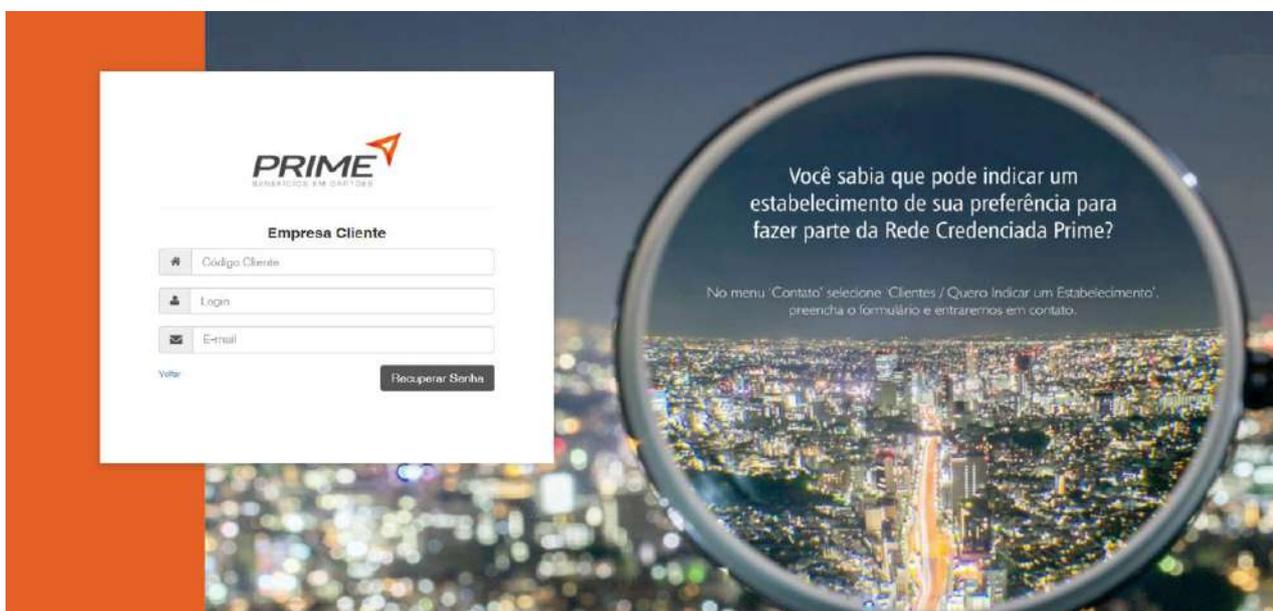 PRIME
BENEFÍCIOS EM CARTÕES
Empresa Cliente
Código Cliente
Login
E-mail
Voltar
Recuperar Senha
Você sabia que pode indicar um
estabelecimento de sua preferência para
fazer parte da Rede Credenciada Prime?
No menu 'Contato' selecione 'Clientes / Quero Indicar um Estabelecimento',
preencha o formulário e entraremos em contato.